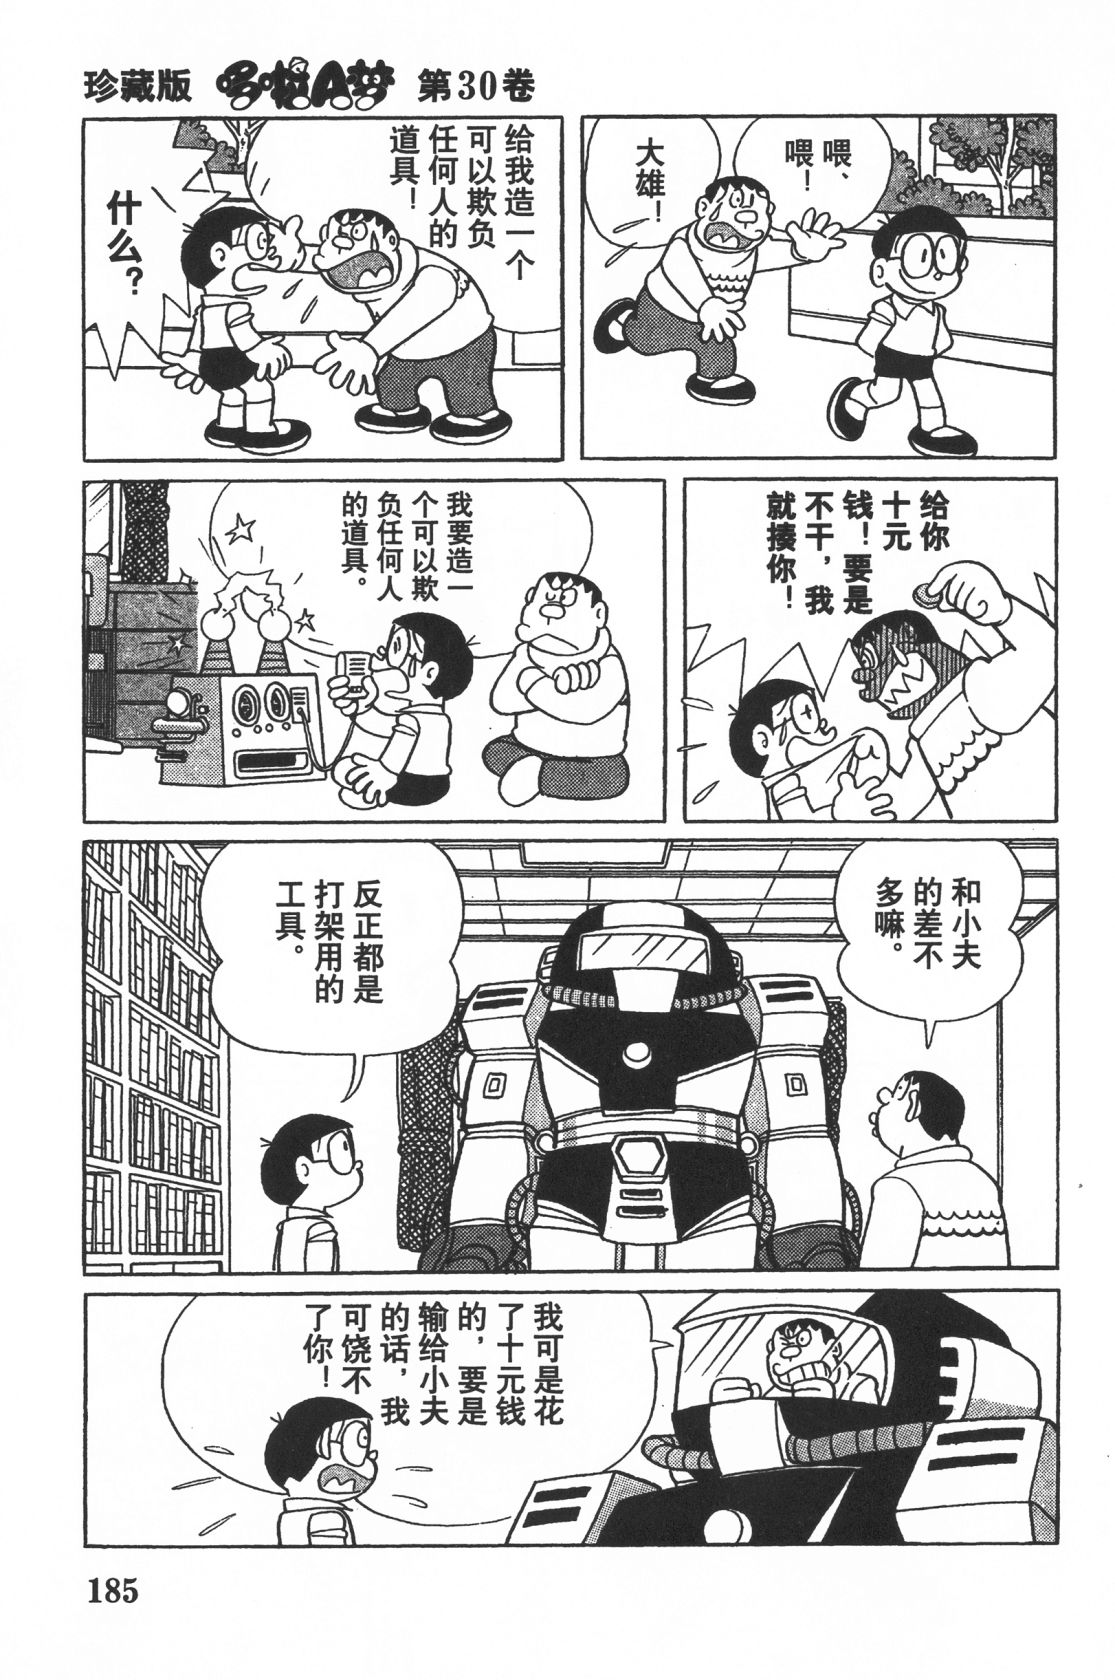 珍藏版 哆啦A梦 第30卷
喂、
喂！
大
雄！
给我造一个
可以欺负
任何人的
道具！
什么？
给你
十元
钱！要是
不干，我
就揍你！
我要造一
个可以欺
负任何人
的道具。
和小夫
的差不
多嘛。
反正都是
打架用的
工具。
我可是花
了十元钱
的，要是
输给小夫
的话，我
可饶不
了你！
185